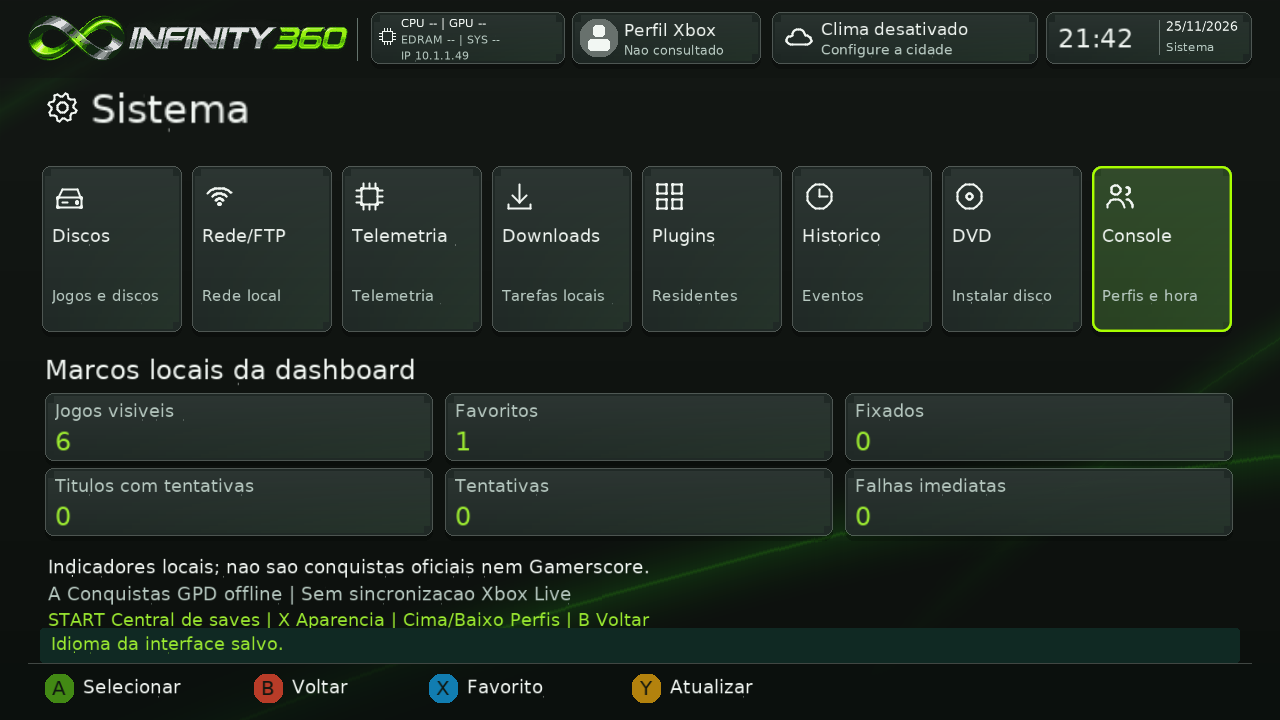 INFINITY 360
CPU -- | GPU --
EDRAM -- | SYS --
IP 10.1.1.49
Perfil Xbox
Nao consultado
Clima desativado
Configure a cidade
21:42
25/11/2026
Sistema
Sistema
Discos
Jogos e discos
Rede/FTP
Rede local
Telemetria
Telemetria
Downloads
Tarefas locais
Plugins
Residentes
Historico
Eventos
DVD
Instalar disco
Console
Perfis e hora
Marcos locais da dashboard
Jogos visiveis
6
Favoritos
1
Fixados
0
Titulos com tentativas
0
Tentativas
0
Falhas imediatas
0
Indicadores locais; nao sao conquistas oficiais nem Gamerscore.
A Conquistas GPD offline | Sem sincronizacao Xbox Live
START Central de saves | X Aparencia | Cima/Baixo Perfis | B Voltar
Idioma da interface salvo.
A Selecionar
B Voltar
X Favorito
Y Atualizar